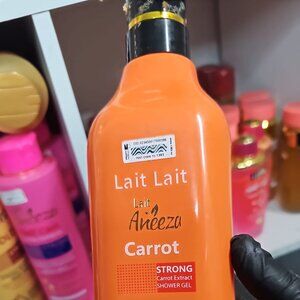 Lait Lait
Lait
Aneeza
Carrot
STRONG
Carrot Extract
SHOWER GEL